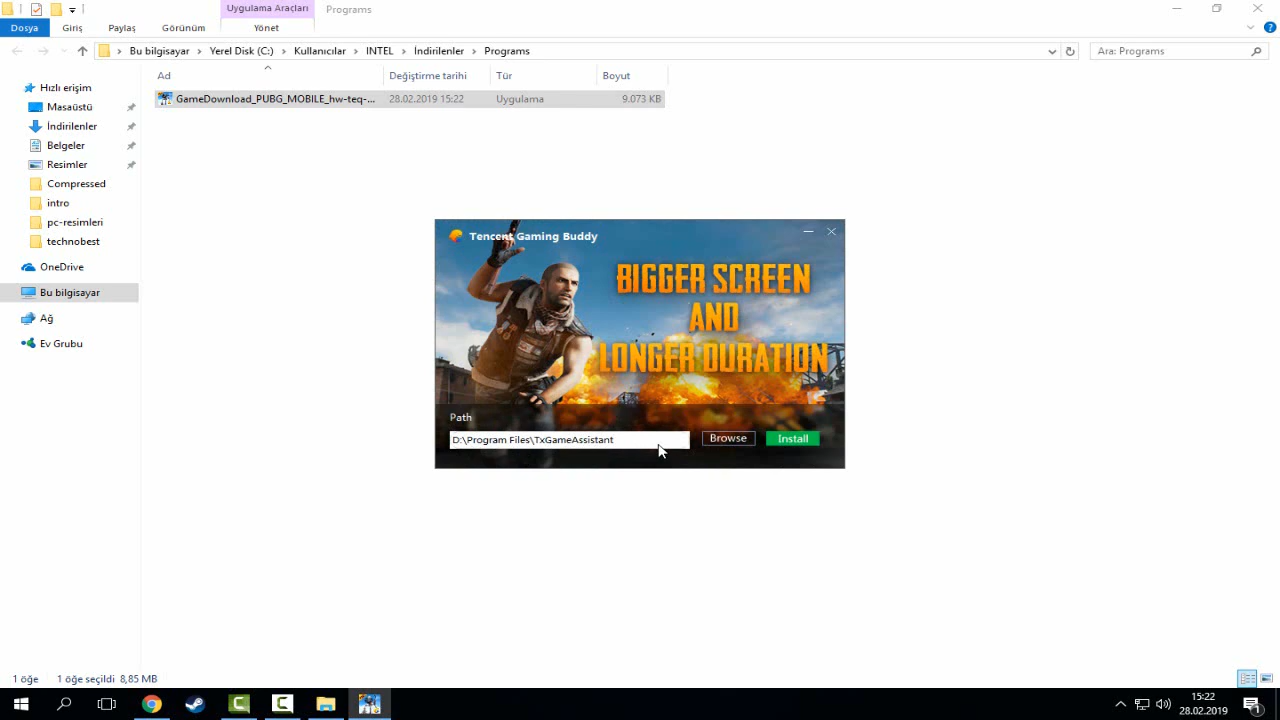 Uygulama Araçları
Programs
Dosya
Giriş
Paylaş
Görünüm
Yönet
Bu bilgisayar
Yerel Disk (C:)
Kullanıcılar
INTEL
İndirilenler
Programs
Ara: Programs
Ad
Değiştirme tarihi
Tür
Boyut
GameDownload_PUBG_MOBILE_hw-teq-...
28.02.2019 15:22
Uygulama
9.073 KB
Hızlı erişim
Masaüstü
İndirilenler
Belgeler
Resimler
Compressed
intro
pc-resimleri
technobest
OneDrive
Bu bilgisayar
Ağ
Ev Grubu
Tencent Gaming Buddy
BIGGER SCREEN
AND
LONGER DURATION
Path
D:\Program Files\TxGameAssistant
Browse
Install
1 öğe
1 öğe seçildi 8,85 MB
15:22
28.02.2019
1